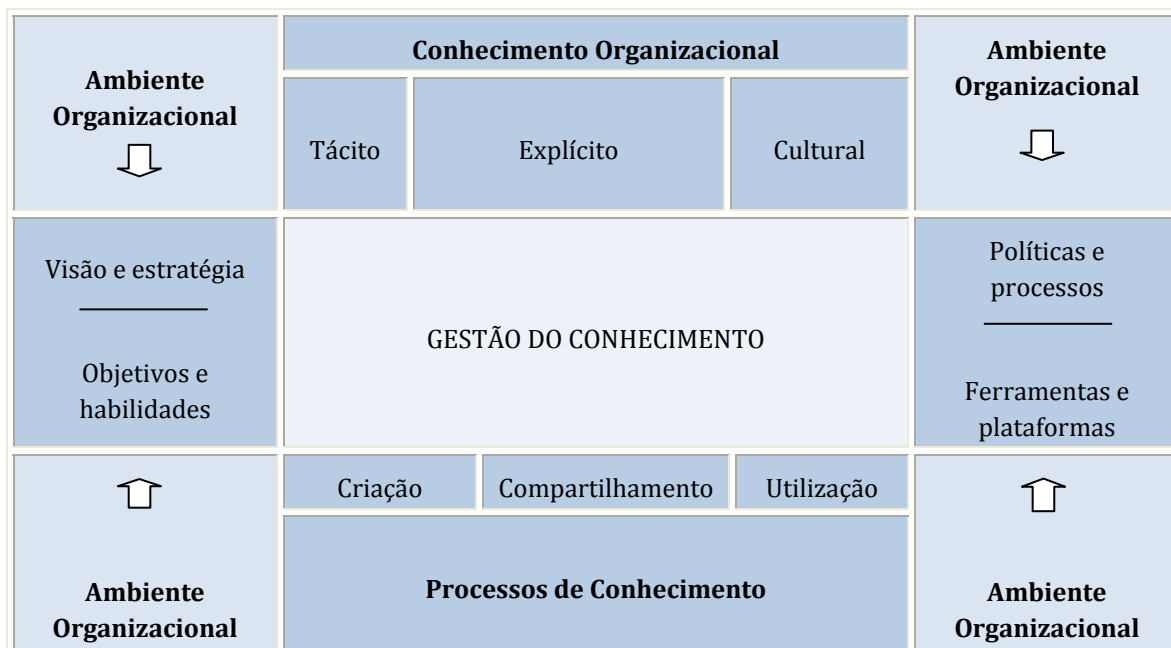 Ambiente
Organizacional
Conhecimento Organizacional
Ambiente
Organizacional
Tácito
Explícito
Cultural
Visão e estratégia
Objetivos e
habilidades
GESTÃO DO CONHECIMENTO
Políticas e
processos
Ferramentas e
plataformas
Criação
Compartilhamento
Utilização
Ambiente
Organizacional
Processos de Conhecimento
Ambiente
Organizacional